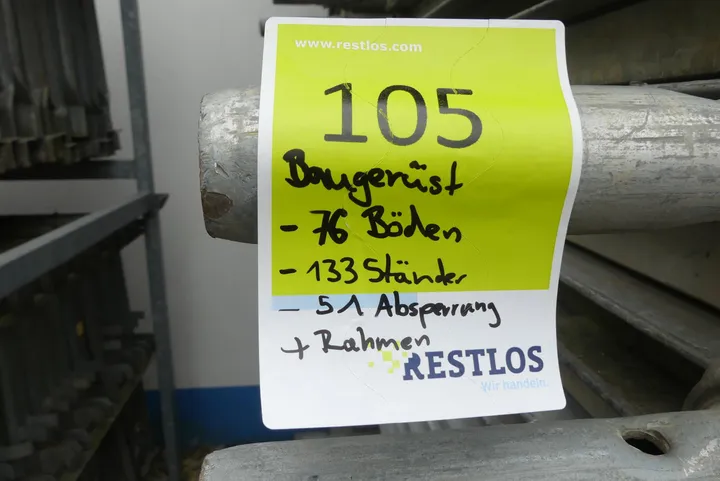 www.restlos.com
105
Baugerüst
- 76 Böden
- 133 Ständer
- 51 Absperrung
+ Rahmen
RESTLOS
Wir handeln.